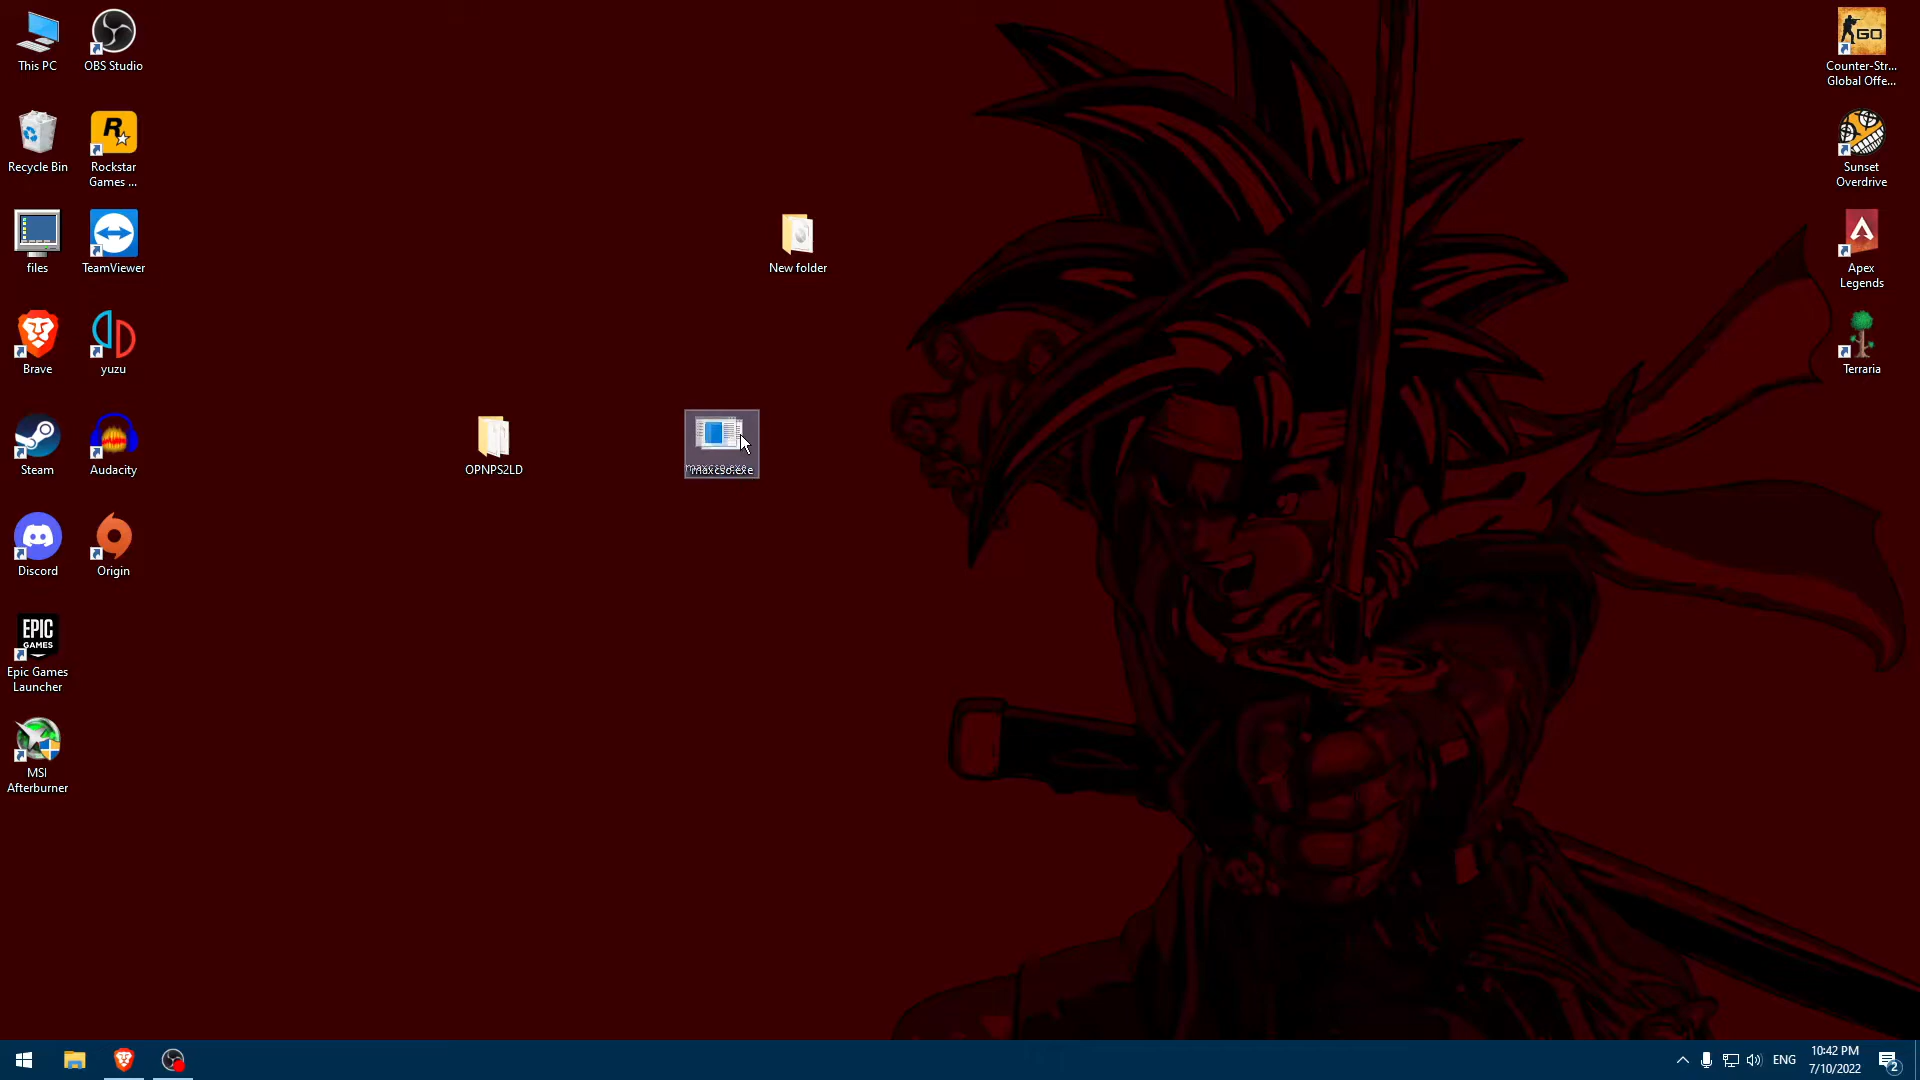 This PC
OBS Studio
Recycle Bin
Rockstar
Games ...
files
TeamViewer
Brave
yuzu
Steam
Audacity
Discord
Origin
EPIC
GAMES
Epic Games
Launcher
MSI
Afterburner
New folder
OPNPS2LD
maxcso.exe
GO
Counter-Str...
Global Offe...
Sunset
Overdrive
Apex
Legends
Terraria
ENG
10:42 PM
7/10/2022
2